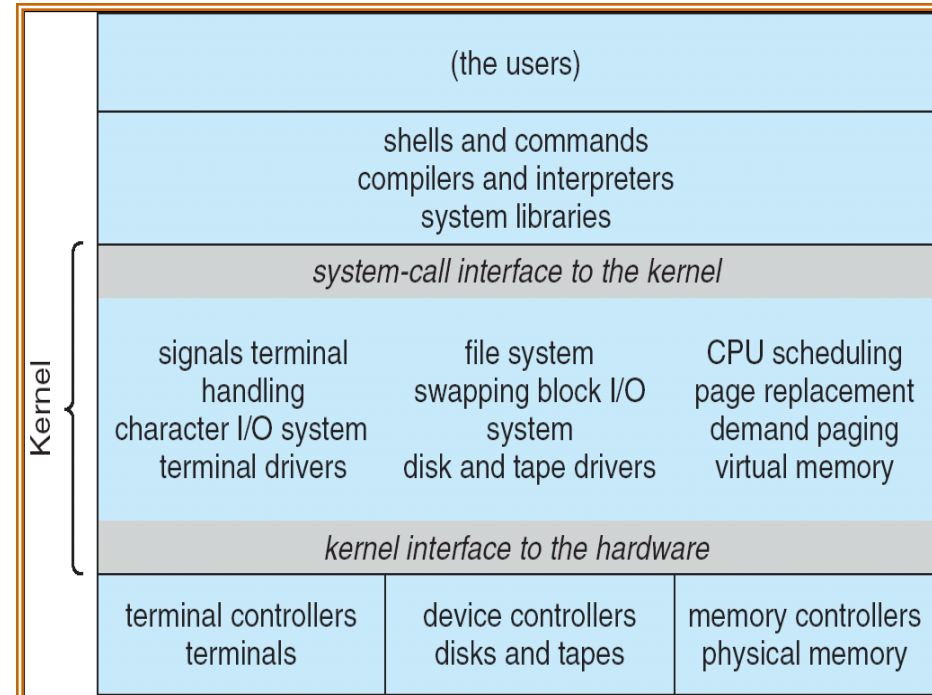 (the users)
shells and commands
compilers and interpreters
system libraries
Kernel
system-call interface to the kernel
signals terminal
handling
character I/O system
terminal drivers
file system
swapping block I/O
system
disk and tape drivers
CPU scheduling
page replacement
demand paging
virtual memory
kernel interface to the hardware
terminal controllers
terminals
device controllers
disks and tapes
memory controllers
physical memory